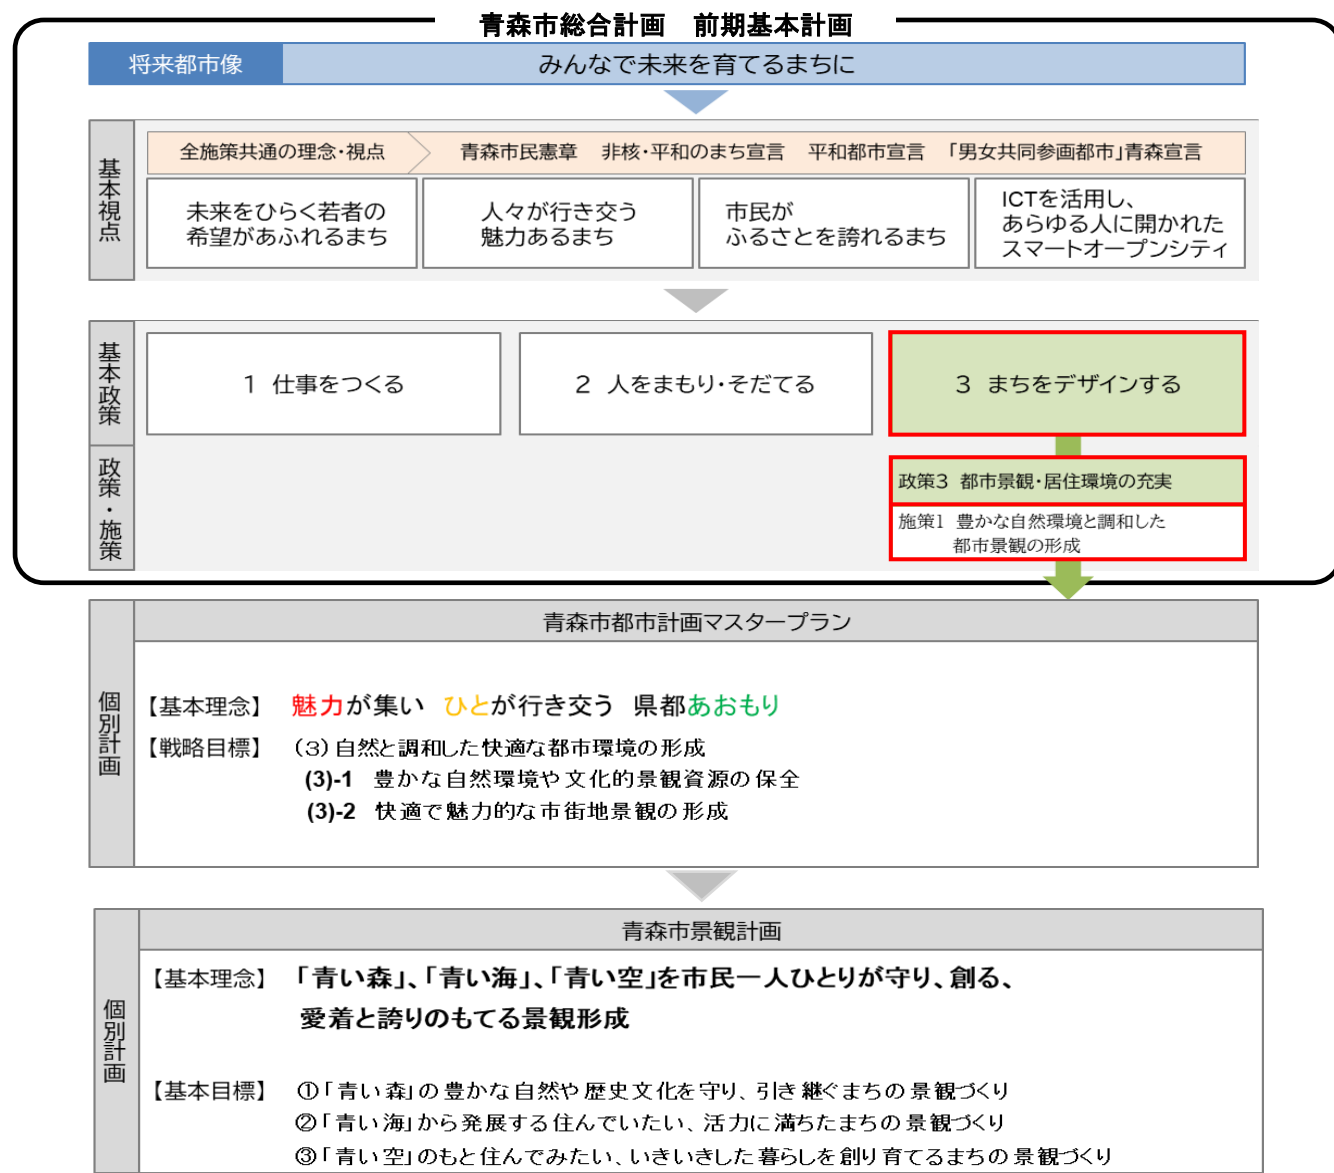 青森市総合計画　前期基本計画
将来都市像
みんなで未来を育てるまちに
基本視点
全施策共通の理念・視点
青森市民憲章　非核・平和のまち宣言　平和都市宣言　「男女共同参画都市」青森宣言
未来をひらく若者の
希望があふれるまち
人々が行き交う
魅力あるまち
市民が
ふるさとを誇れるまち
ICTを活用し、
あらゆる人に開かれた
スマートオープンシティ
基本政策
1　仕事をつくる
2　人をまもり・そだてる
3　まちをデザインする
政策・施策
政策3　都市景観・居住環境の充実
施策1　豊かな自然環境と調和した
都市景観の形成
個別計画
青森市都市計画マスタープラン
【基本理念】　魅力が集い　ひとが行き交う　県都あおもり
【戦略目標】　（3）自然と調和した快適な都市環境の形成
(3)-1　豊かな自然環境や文化的景観資源の保全
(3)-2　快適で魅力的な市街地景観の形成
個別計画
青森市景観計画
【基本理念】　「青い森」、「青い海」、「青い空」を市民一人ひとりが守り、創る、
愛着と誇りのもてる景観形成
【基本目標】　①「青い森」の豊かな自然や歴史文化を守り、引き継ぐまちの景観づくり
②「青い海」から発展する住んでいたい、活力に満ちたまちの景観づくり
③「青い空」のもと住んでみたい、いきいきした暮らしを創り育てるまちの景観づくり